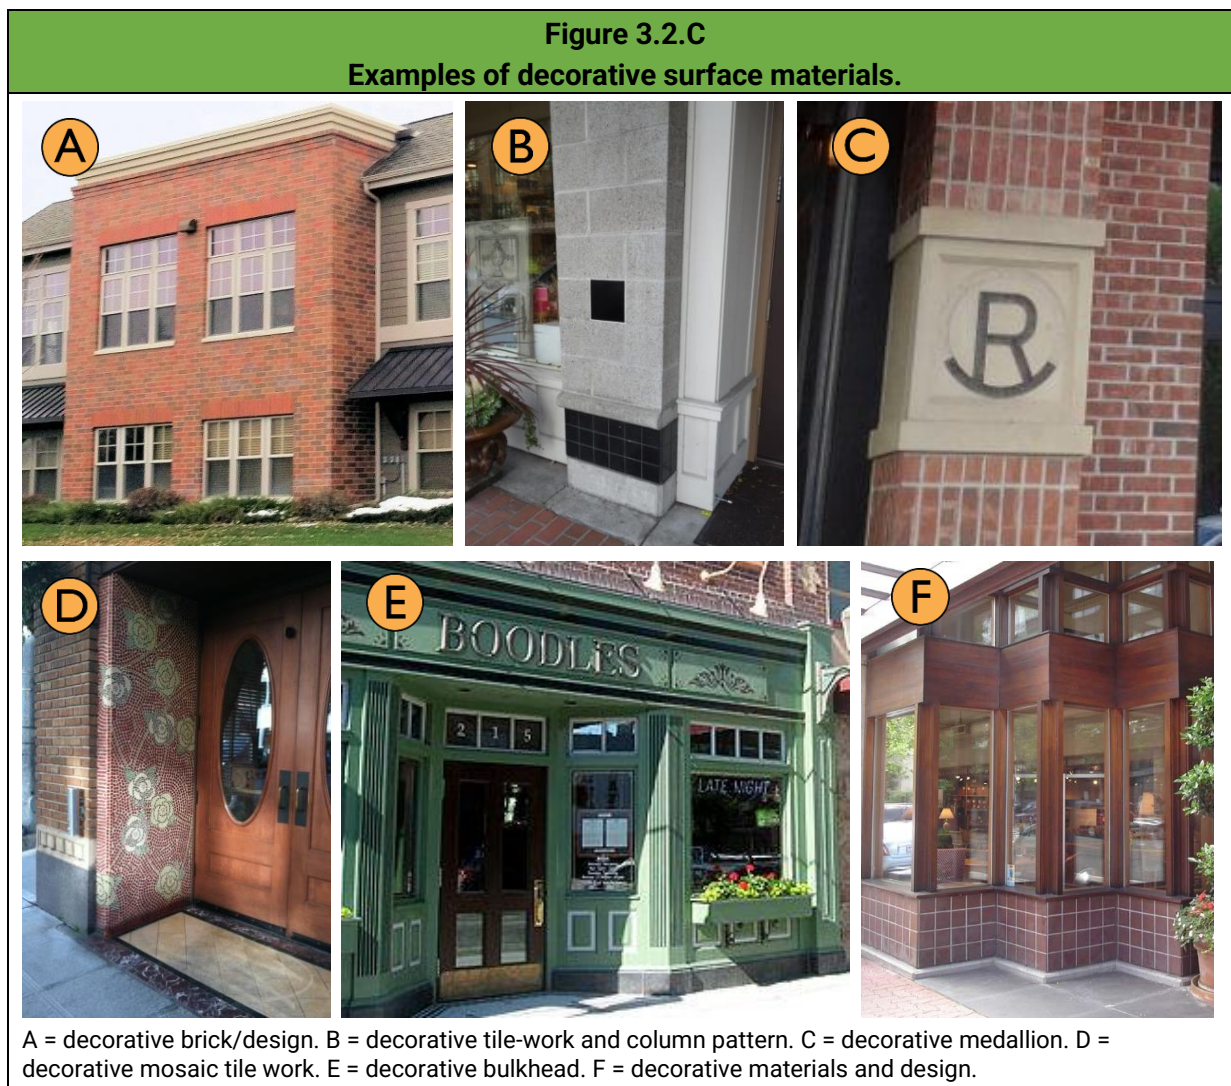 Figure 3.2.C
Examples of decorative surface materials.
A
B
C
R
D
E
BOODLES
2 1 5
LATE NIGHT
F
A = decorative brick/design. B = decorative tile-work and column pattern. C = decorative medallion. D =
decorative mosaic tile work. E = decorative bulkhead. F = decorative materials and design.